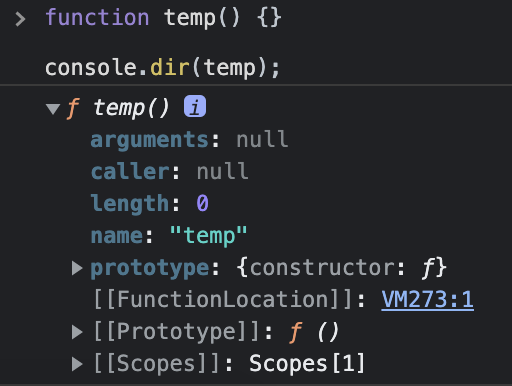 > function temp() {}
console.dir(temp);
▼ ƒ temp() i
arguments: null
caller: null
length: 0
name: "temp"
▶ prototype: {constructor: ƒ}
[[FunctionLocation]]: VM273:1
▶ [[Prototype]]: ƒ ()
▶ [[Scopes]]: Scopes[1]